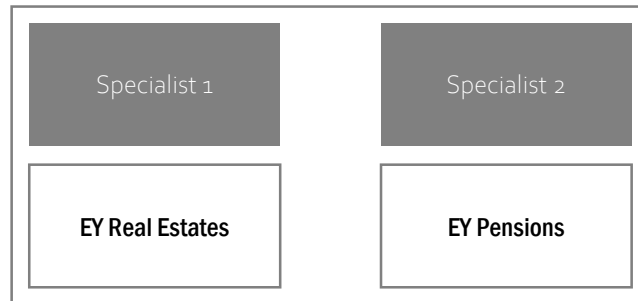 Specialist 1
Specialist 2
EY Real Estates
EY Pensions